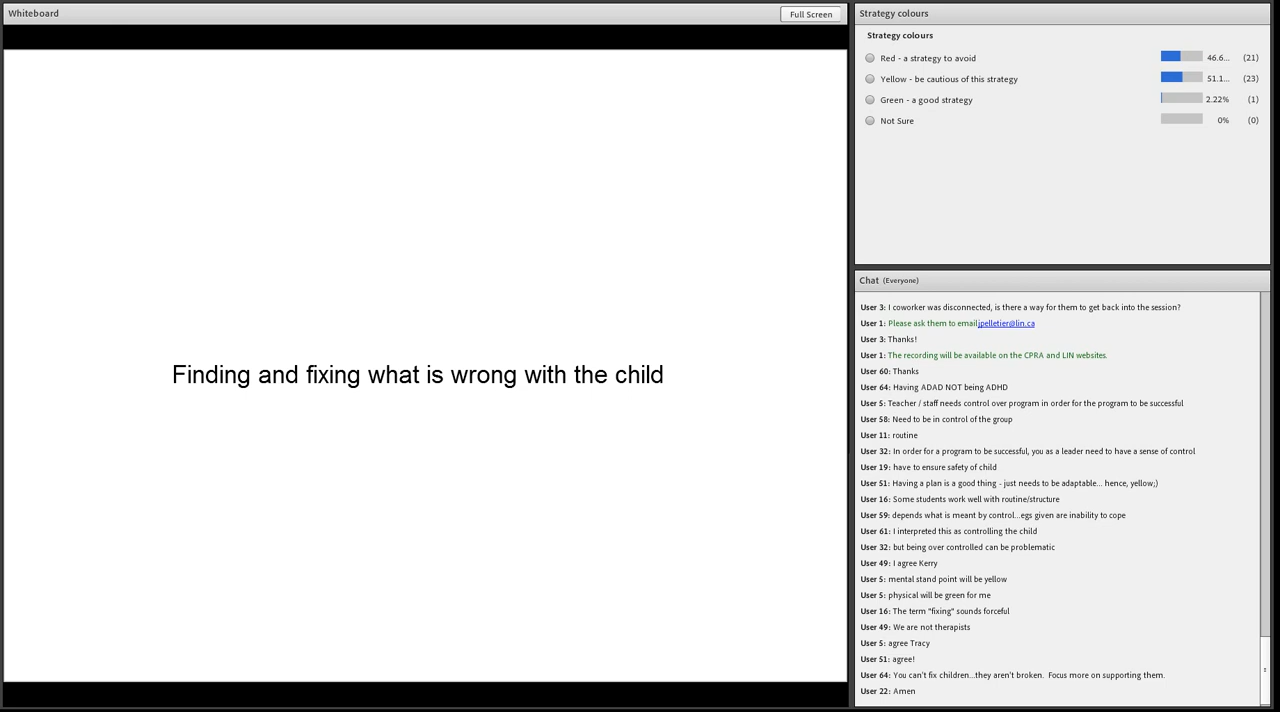 Whiteboard
Full Screen
Finding and fixing what is wrong with the child
Strategy colours
Strategy colours
Red - a strategy to avoid 46.6... (21)
Yellow - be cautious of this strategy 51.1... (23)
Green - a good strategy 2.22% (1)
Not Sure 0% (0)
Chat (Everyone)
User 3: I coworker was disconnected, is there a way for them to get back into the session?
User 1: Please ask them to email jpelletier@lin.ca
User 3: Thanks!
User 1: The recording will be available on the CPRA and LIN websites.
User 60: Thanks
User 64: Having ADAD NOT being ADHD
User 5: Teacher / staff needs control over program in order for the program to be successful
User 58: Need to be in control of the group
User 11: routine
User 32: In order for a program to be successful, you as a leader need to have a sense of control
User 19: have to ensure safety of child
User 51: Having a plan is a good thing - just needs to be adaptable... hence, yellow;)
User 16: Some students work well with routine/structure
User 59: depends what is meant by control...egs given are inability to cope
User 61: I interpreted this as controlling the child
User 32: but being over controlled can be problematic
User 49: I agree Kerry
User 5: mental stand point will be yellow
User 5: physical will be green for me
User 16: The term "fixing" sounds forceful
User 49: We are not therapists
User 5: agree Tracy
User 51: agree!
User 64: You can't fix children...they aren't broken. Focus more on supporting them.
User 22: Amen